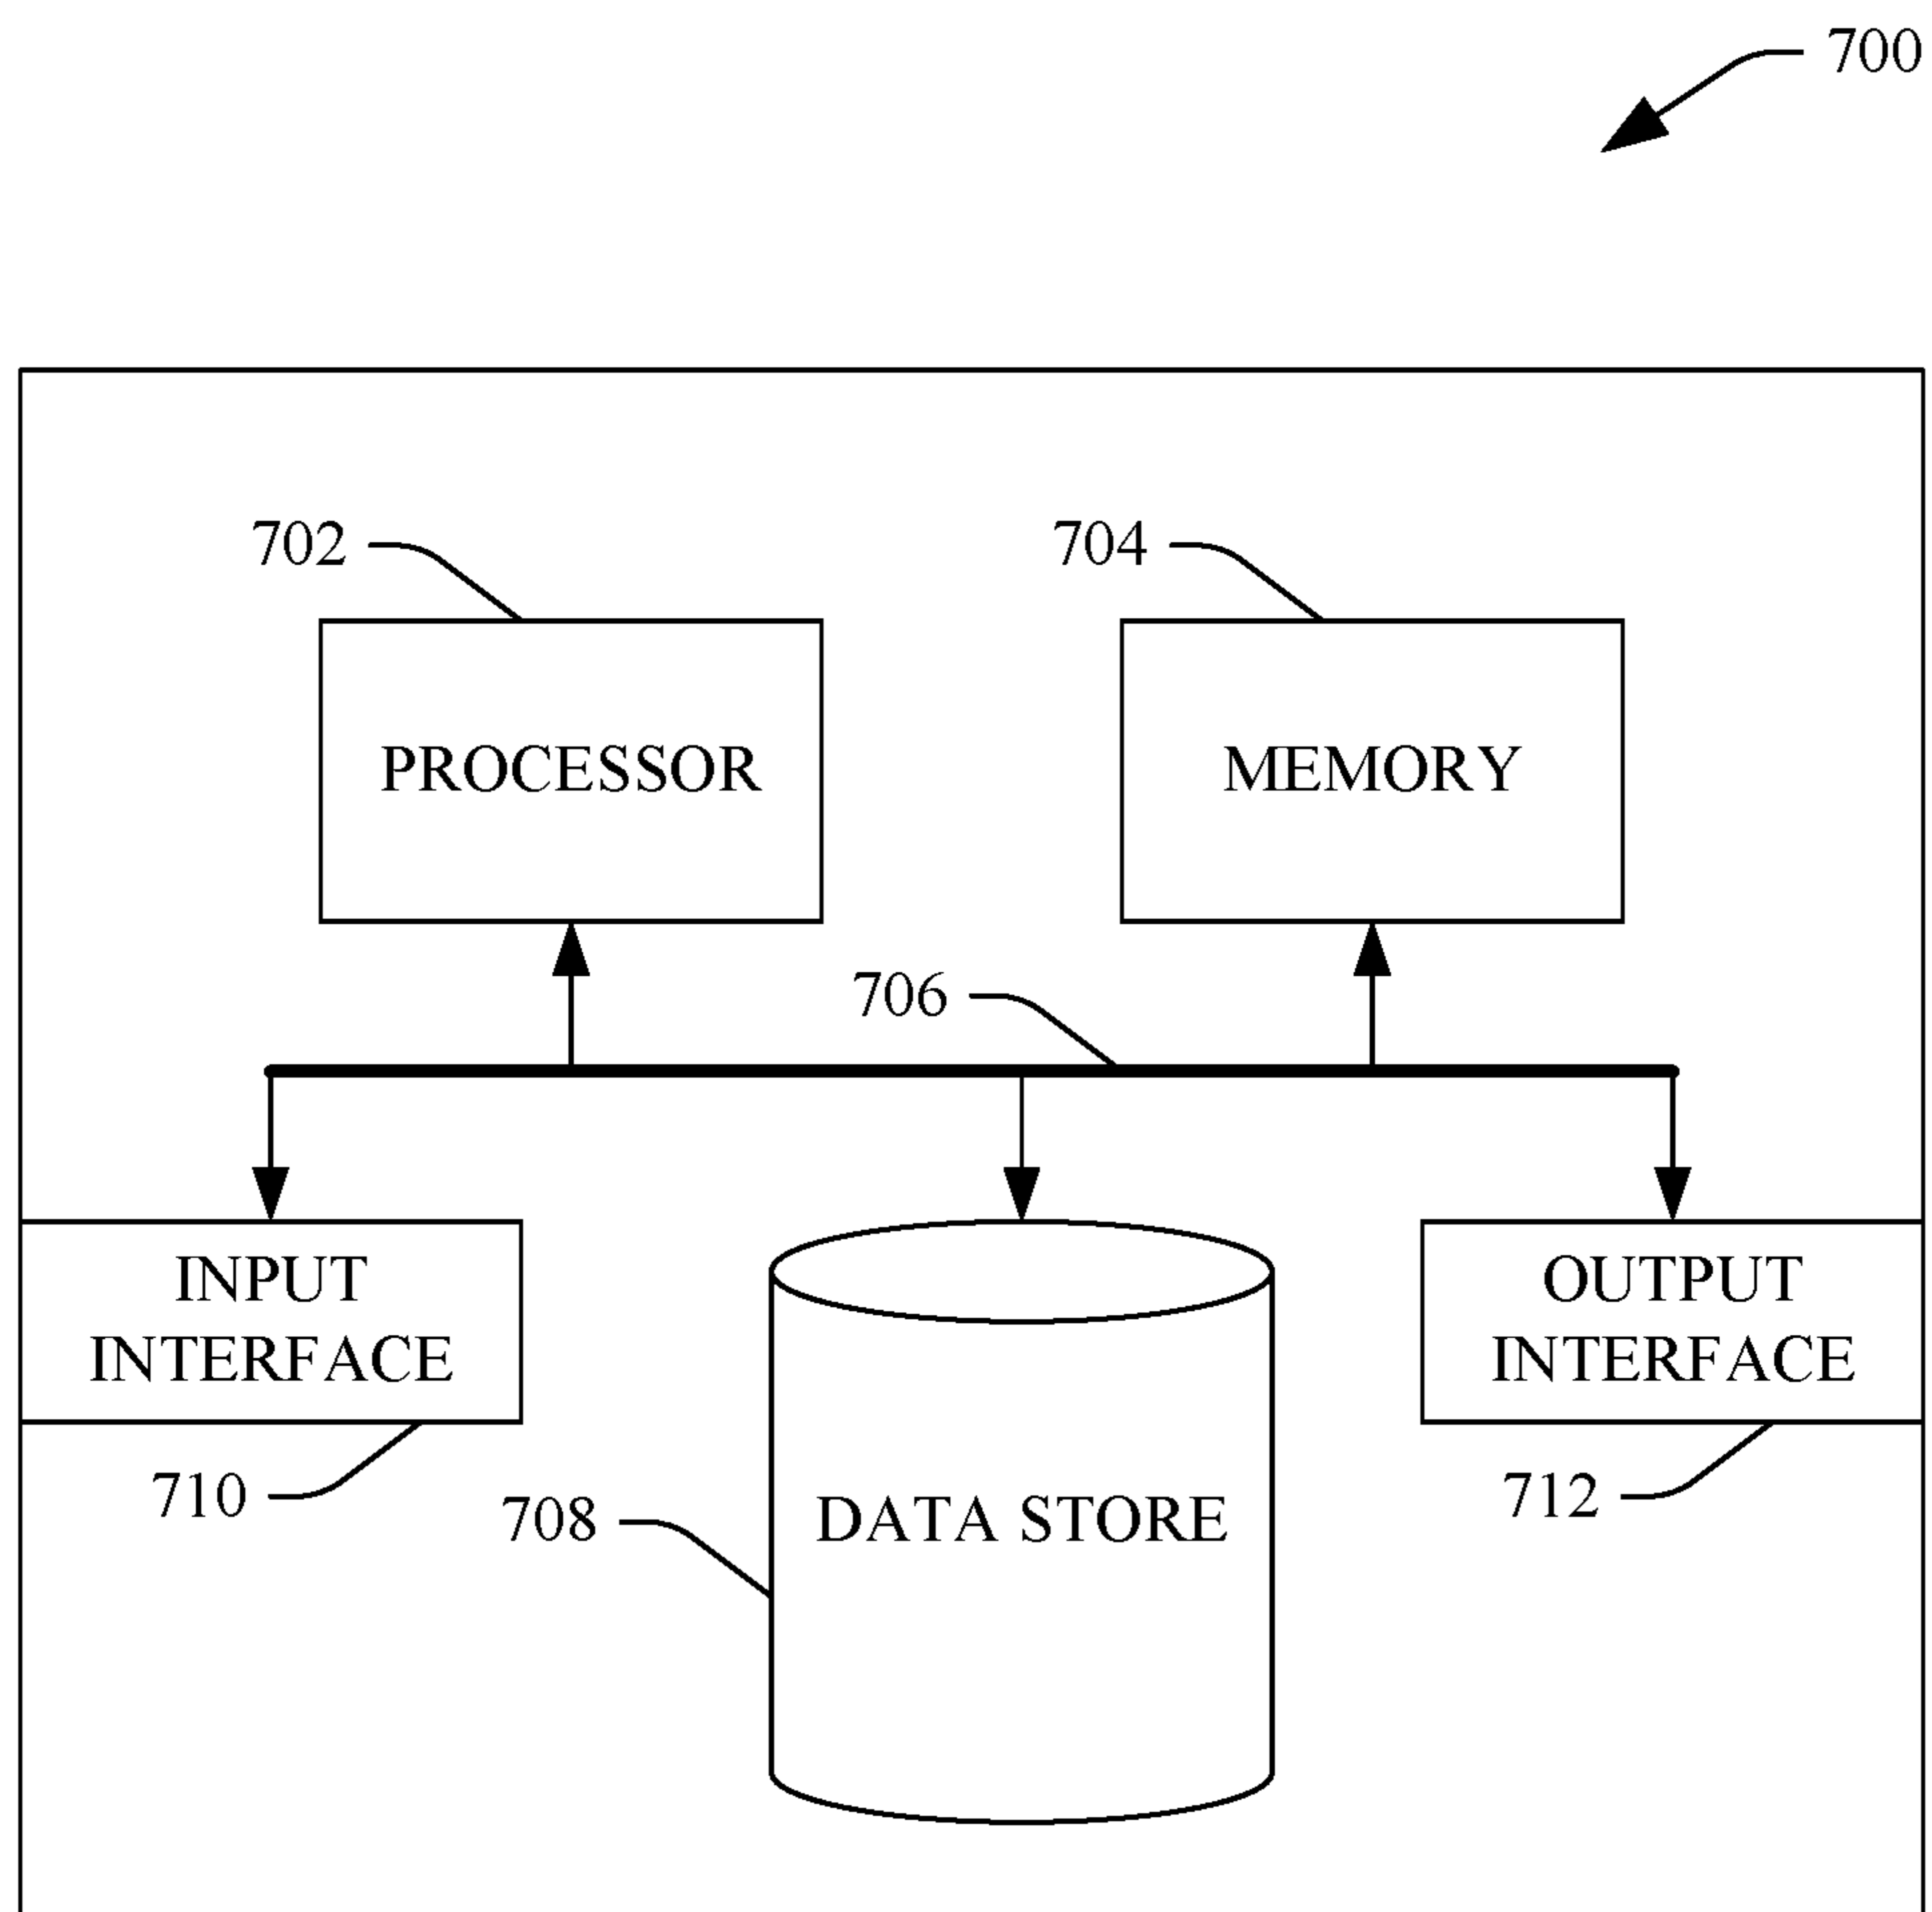 700
702
704
PROCESSOR
MEMORY
706
INPUT
INTERFACE
OUTPUT
INTERFACE
710
708
DATA STORE
712